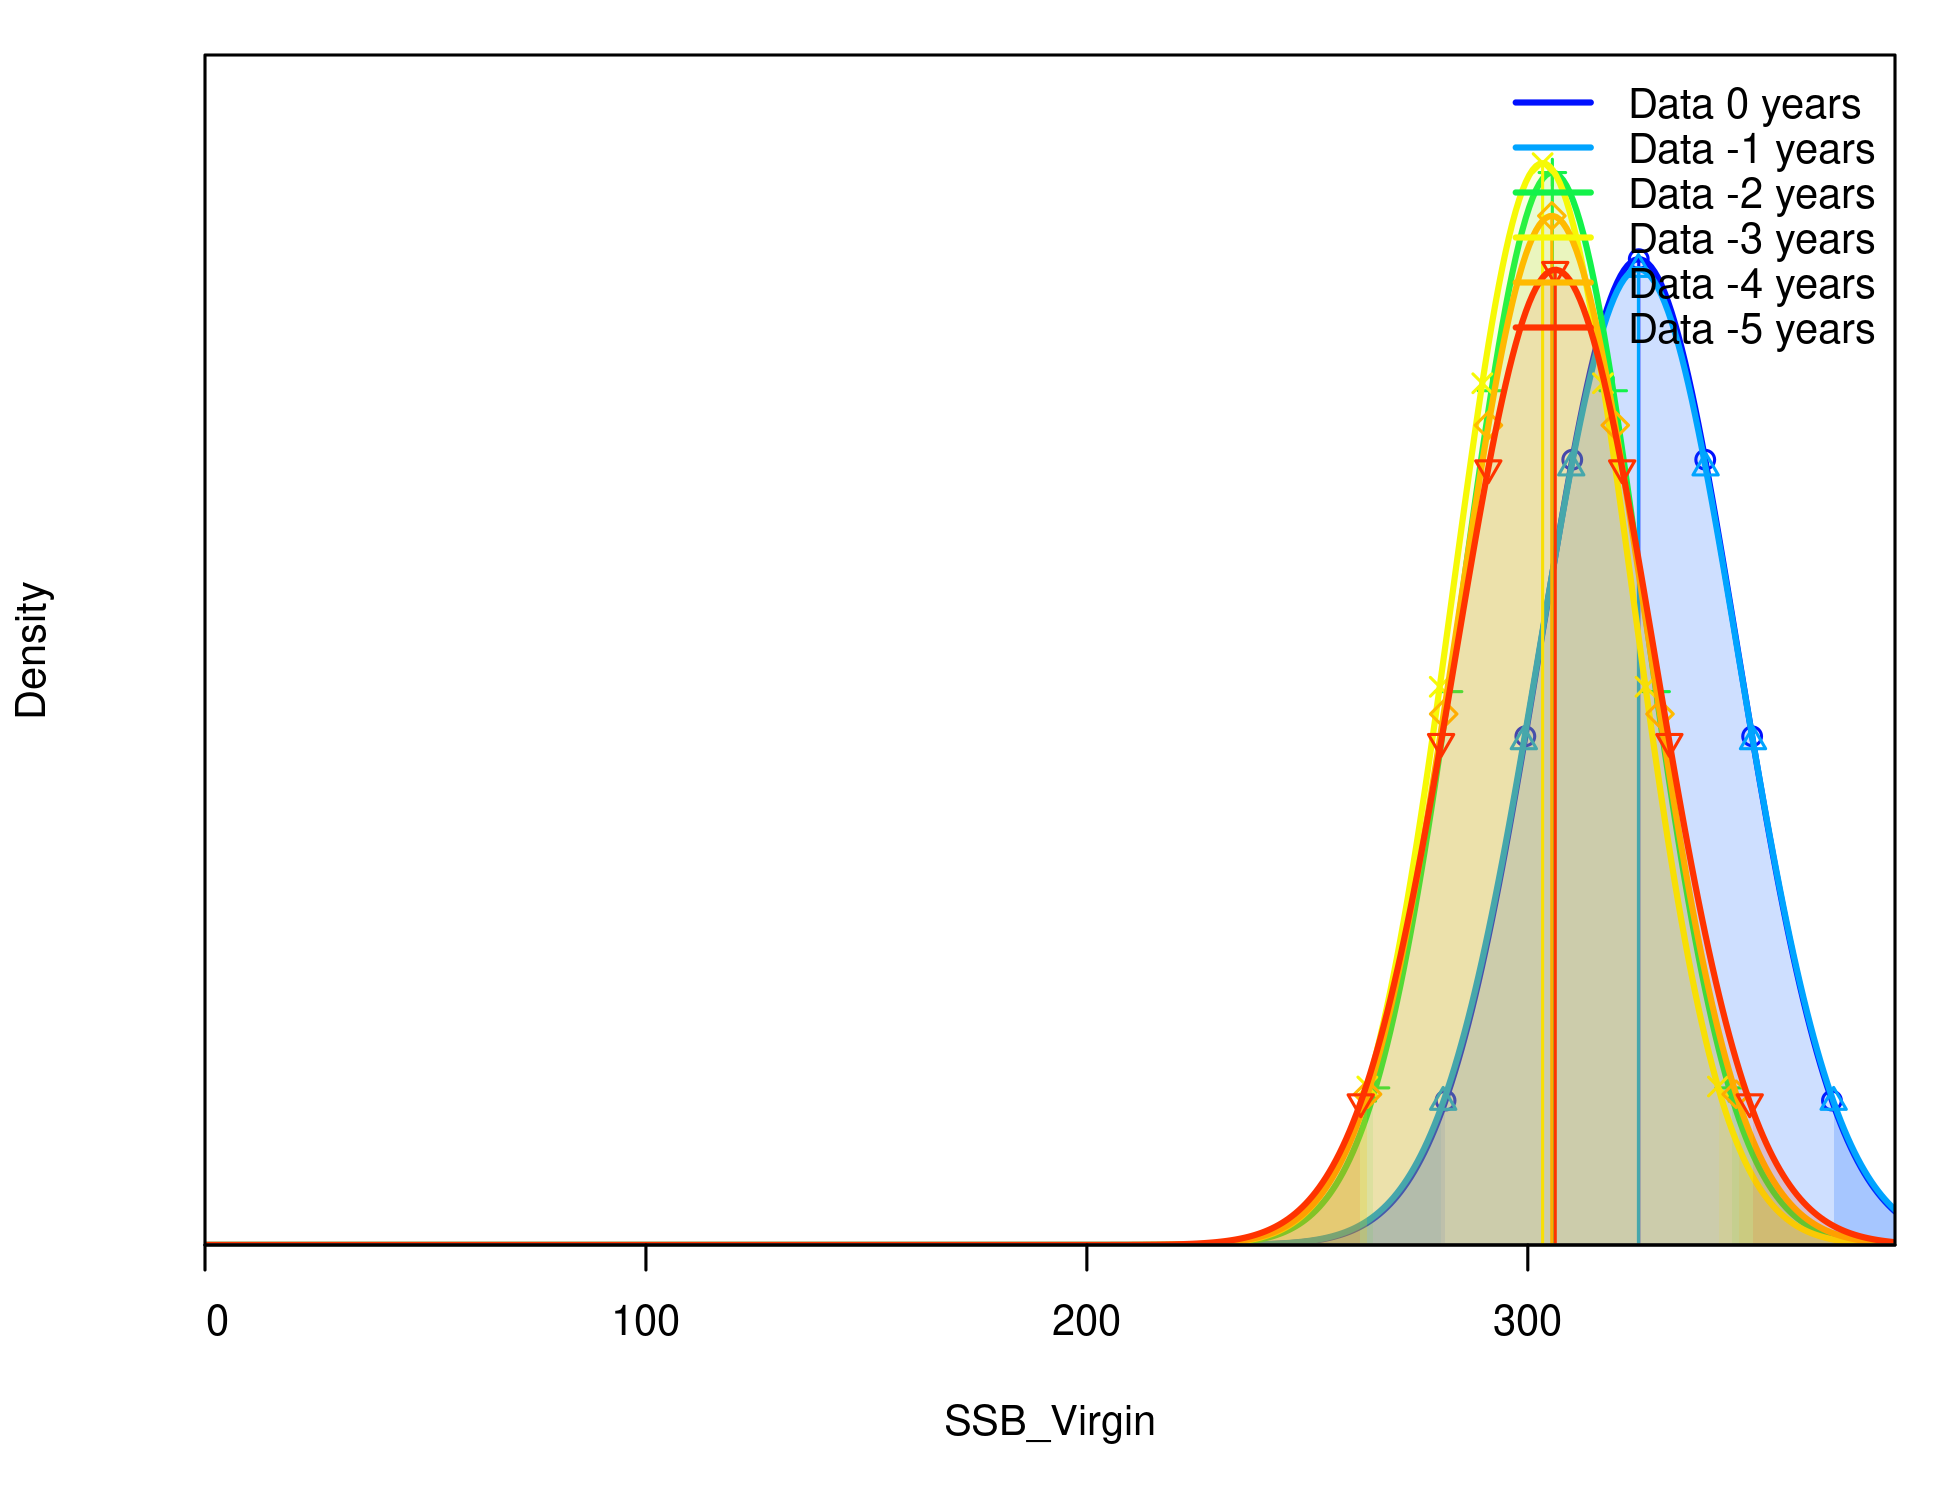 Data 0 years
Data -1 years
Data -2 years
Data -3 years
Data -4 years
Data -5 years
Density
0 100 200 300
SSB_Virgin